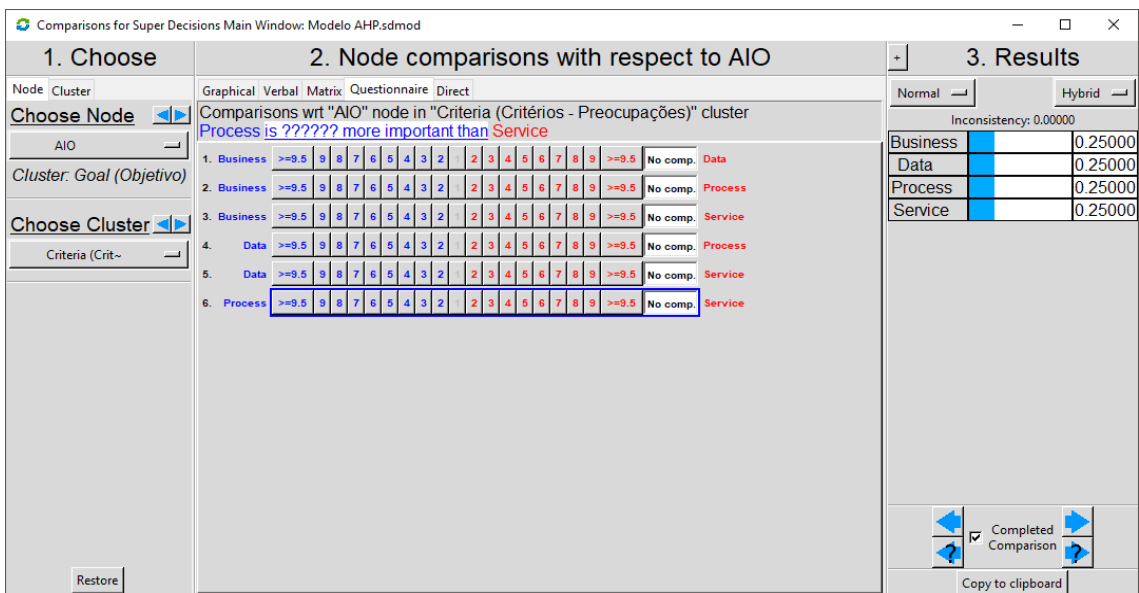 Comparisons for Super Decisions Main Window: Modelo AHP.sdmod
1. Choose
Node Cluster
Choose Node
AIO
Cluster: Goal (Objetivo)
Choose Cluster
Criteria (Crit~
Restore
2. Node comparisons with respect to AIO
Graphical Verbal Matrix Questionnaire Direct
Comparisons wrt "AIO" node in "Criteria (Critérios - Preocupações)" cluster
Process is ?????? more important than Service
1. Business >=9.5 9 8 7 6 5 4 3 2 1 2 3 4 5 6 7 8 9 >=9.5 No comp. Data
2. Business >=9.5 9 8 7 6 5 4 3 2 1 2 3 4 5 6 7 8 9 >=9.5 No comp. Process
3. Business >=9.5 9 8 7 6 5 4 3 2 1 2 3 4 5 6 7 8 9 >=9.5 No comp. Service
4. Data >=9.5 9 8 7 6 5 4 3 2 1 2 3 4 5 6 7 8 9 >=9.5 No comp. Process
5. Data >=9.5 9 8 7 6 5 4 3 2 1 2 3 4 5 6 7 8 9 >=9.5 No comp. Service
6. Process >=9.5 9 8 7 6 5 4 3 2 1 2 3 4 5 6 7 8 9 >=9.5 No comp. Service
+ 3. Results
Normal Hybrid
Inconsistency: 0.00000
Business 0.25000
Data 0.25000
Process 0.25000
Service 0.25000
Completed
Comparison
? ?
Copy to clipboard